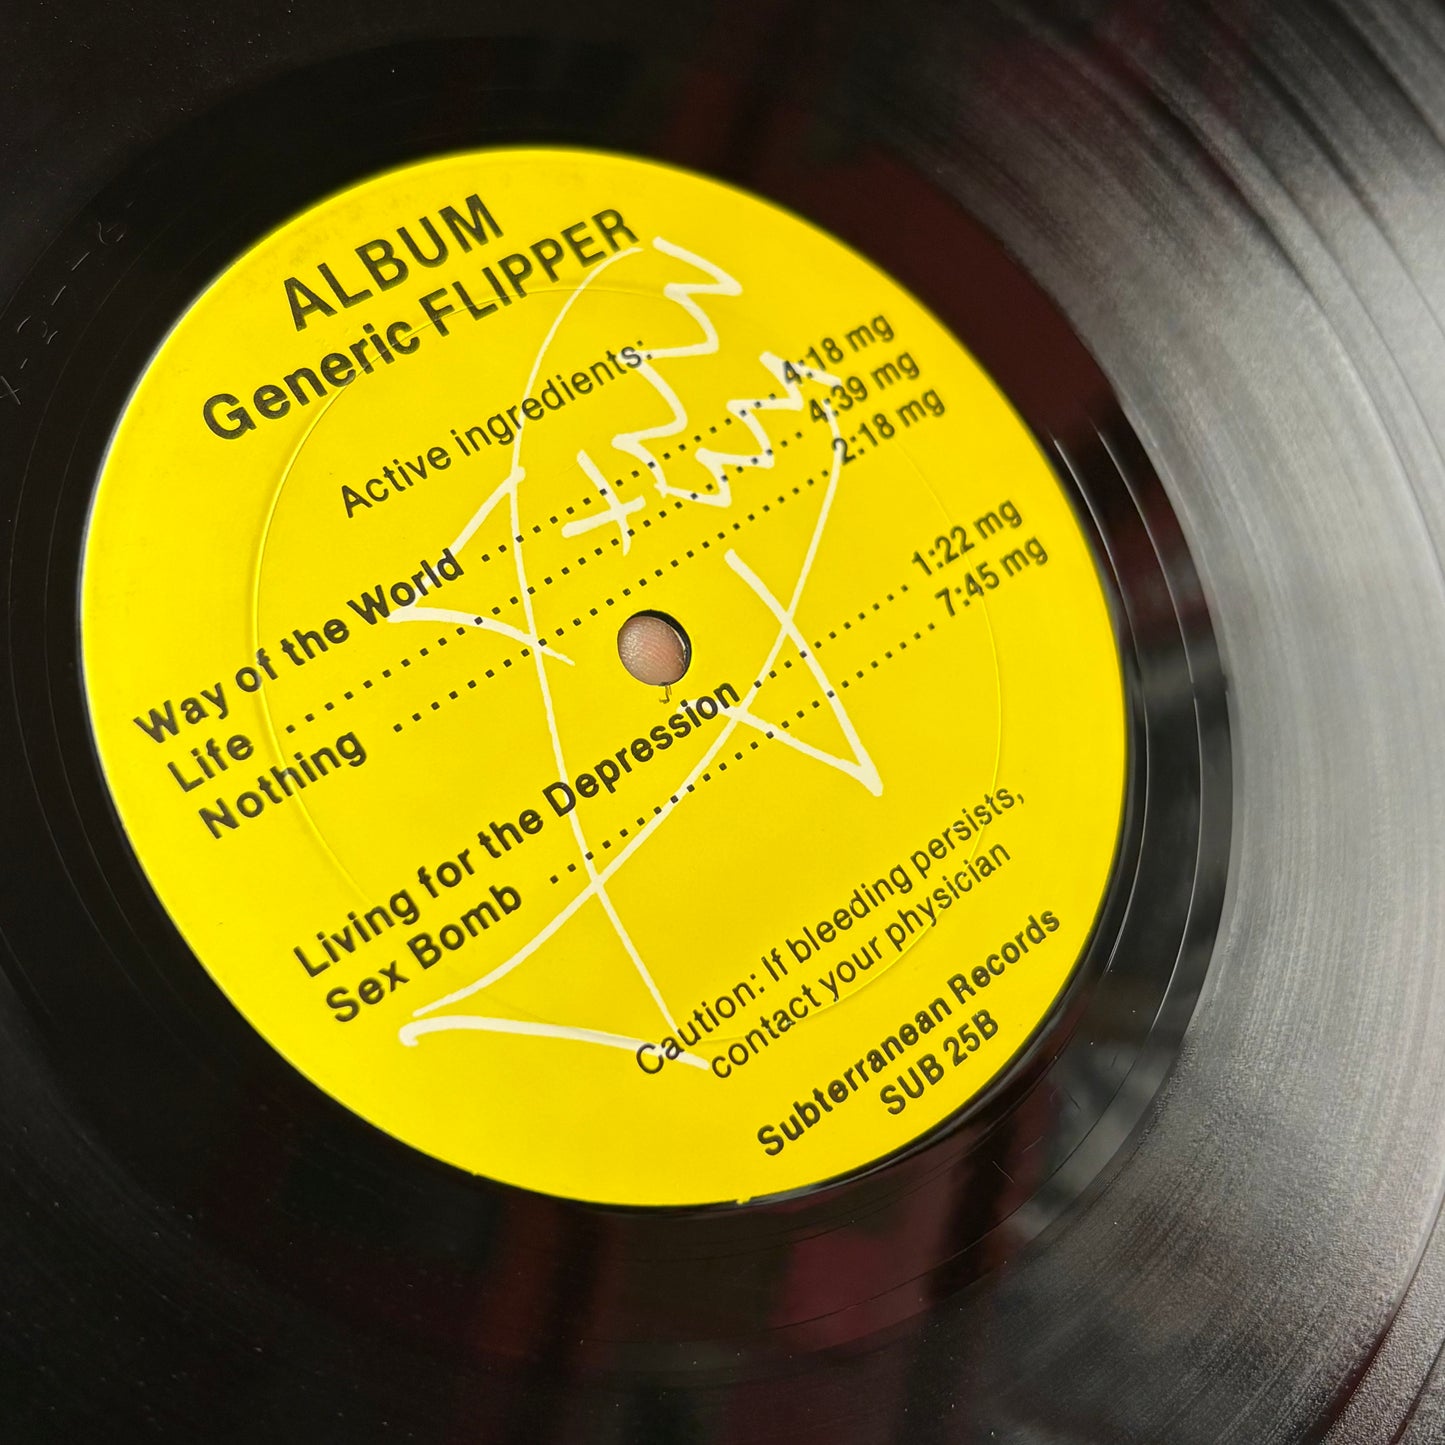 ALBUM
Generic FLIPPER
Active ingredients:
Way of the World .................... 4:18 mg
Life .................................... 4:39 mg
Nothing .............................. 2:18 mg
Living for the Depression .......... 1:22 mg
Sex Bomb .......................... 7:45 mg
Caution: If bleeding persists,
contact your physician
Subterranean Records
SUB 25B